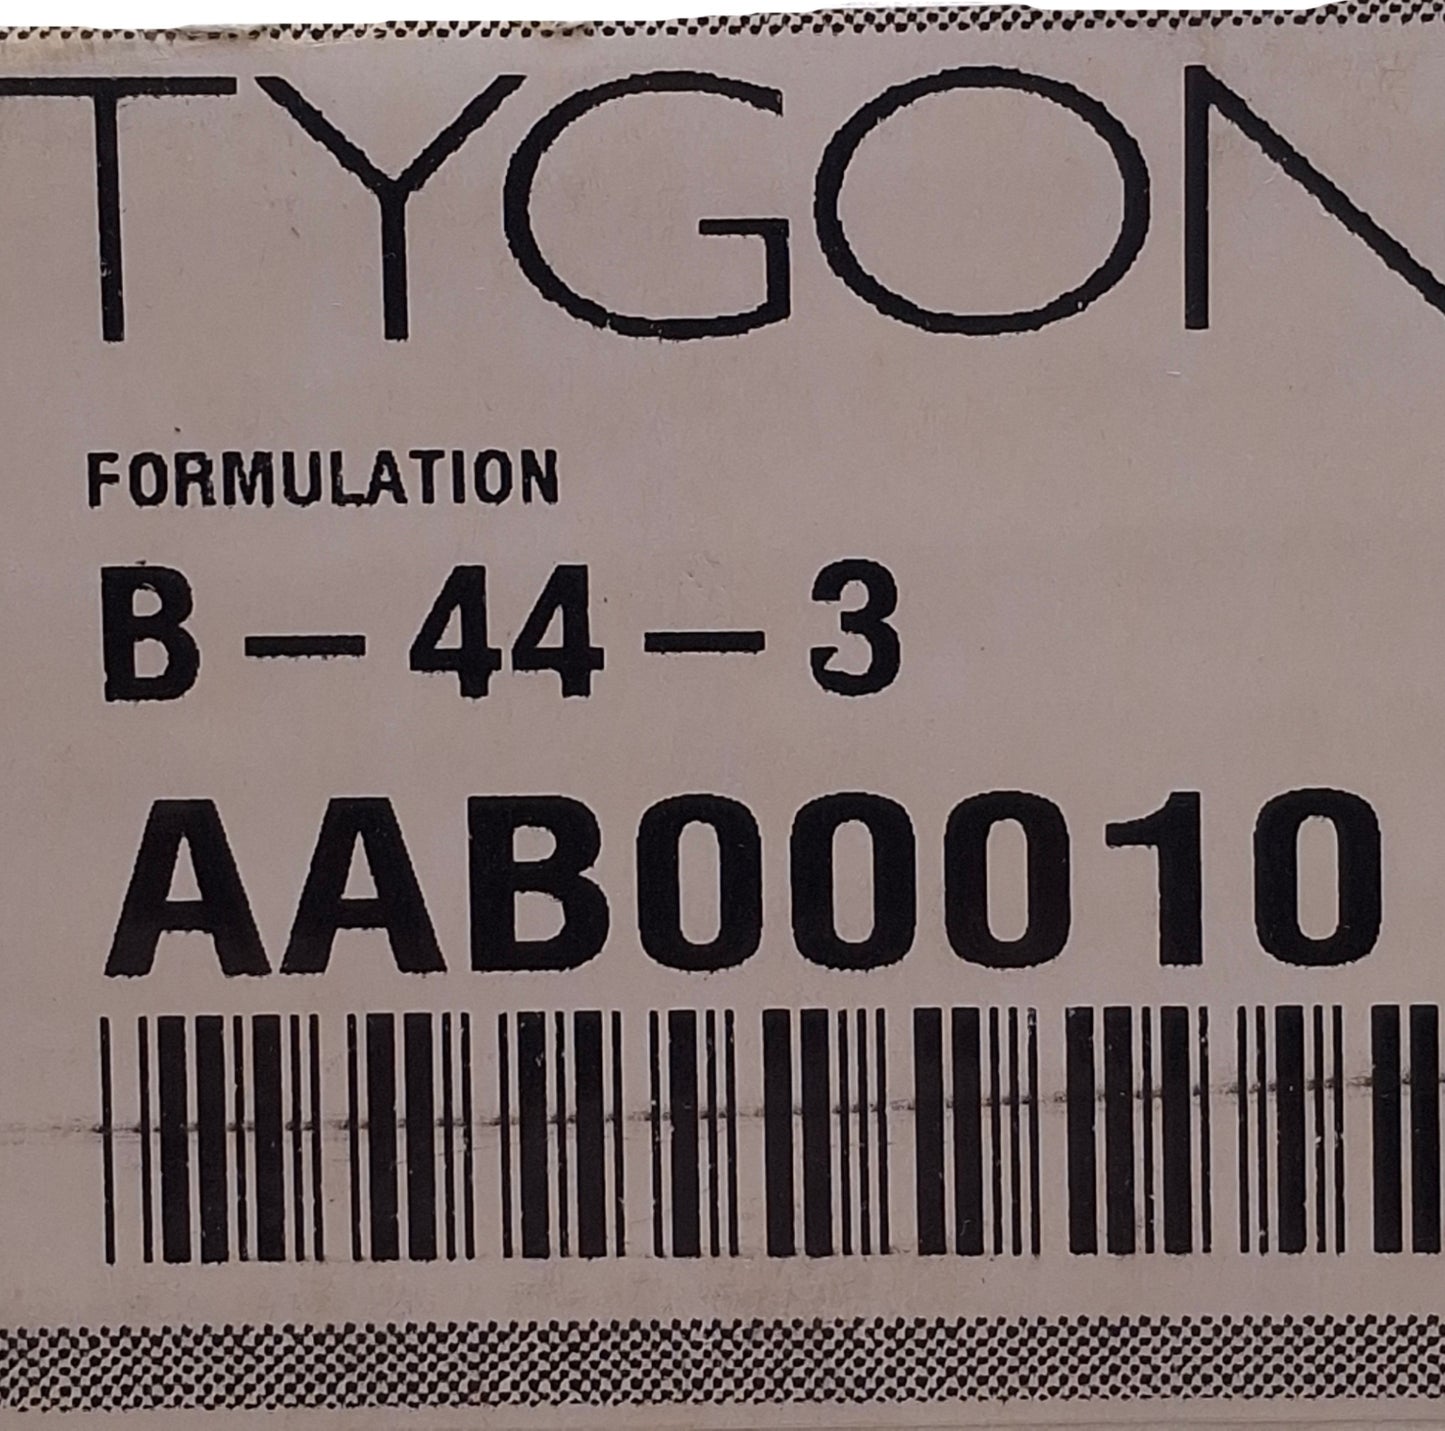 TYGON
FORMULATION
B-44-3
AAB00010